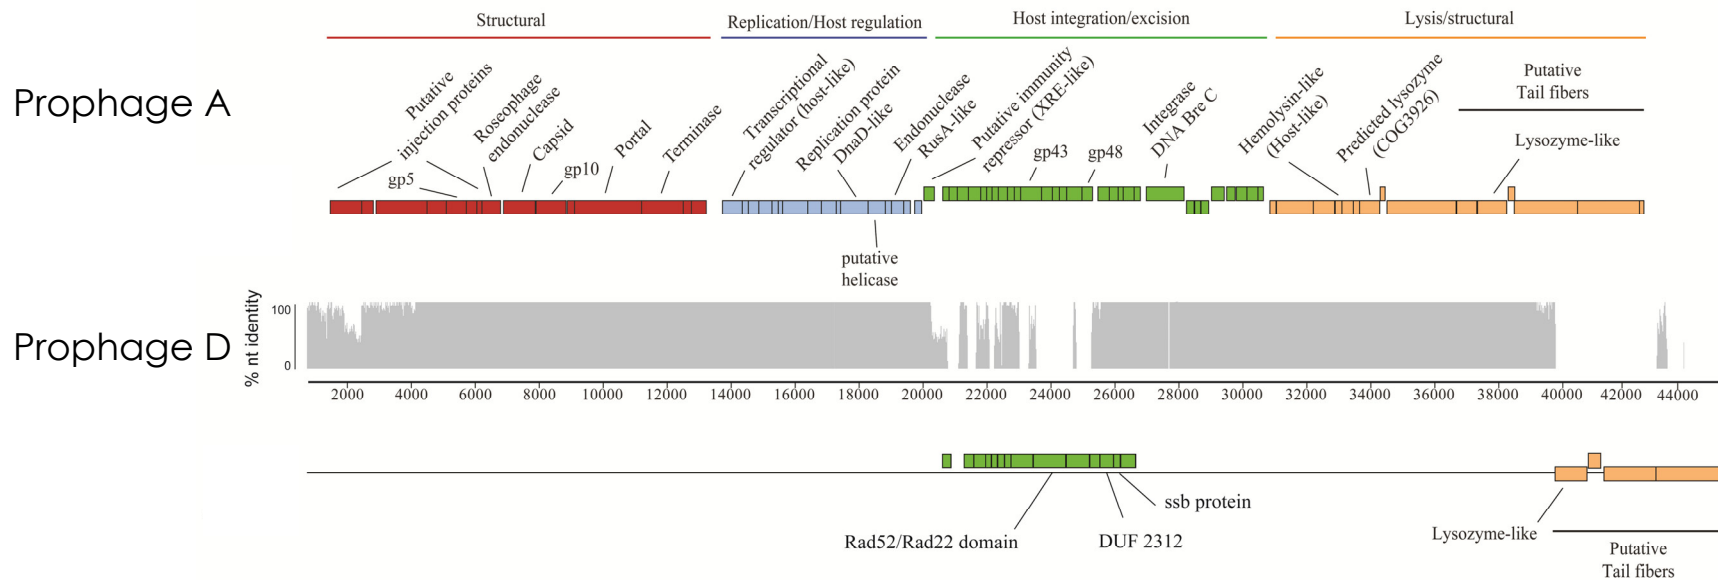 Structural
Replication/Host regulation
Host integration/excision
Lysis/structural
Prophage A
Putative
injection proteins
gp5
Roseophage
endonuclease
Capsid
gp10
Portal
Terminase
Transcriptional
regulator (host-like)
Replication protein
DnaD-like
Endonuclease
RusA-like
Putative immunity
repressor (XRE-like)
gp43
gp48
Integrase
DNA Bre C
Hemolysin-like
(Host-like)
Predicted lysozyme
(COG3926)
Putative
Tail fibers
Lysozyme-like
putative
helicase
Prophage D
% nt identity
100
0
2000 4000 6000 8000 10000 12000 14000 16000 18000 20000 22000 24000 26000 28000 30000 32000 34000 36000 38000 40000 42000 44000
Rad52/Rad22 domain
DUF 2312
ssb protein
Lysozyme-like
Putative
Tail fibers